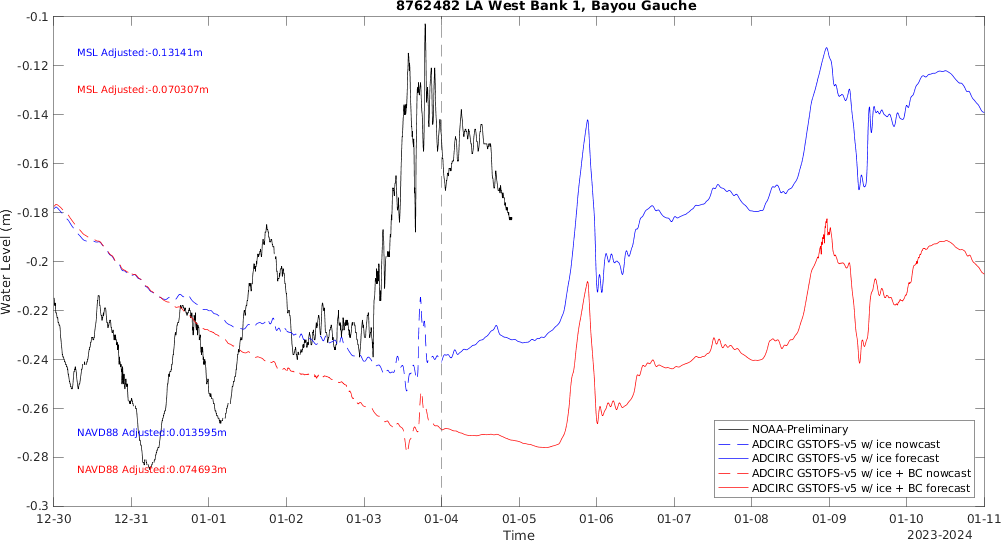 8762482 LA West Bank 1, Bayou Gauche
-0.1
-0.12
-0.14
-0.16
-0.18
-0.2
-0.22
-0.24
-0.26
-0.28
-0.3
Water Level (m)
MSL Adjusted:-0.13141m
MSL Adjusted:-0.070307m
NAVD88 Adjusted:0.013595m
NAVD88 Adjusted:0.074693m
NOAA-Preliminary
ADCIRC GSTOFS-v5 w/ ice nowcast
ADCIRC GSTOFS-v5 w/ ice forecast
ADCIRC GSTOFS-v5 w/ ice + BC nowcast
ADCIRC GSTOFS-v5 w/ ice + BC forecast
12-30 12-31 01-01 01-02 01-03 01-04 01-05 01-06 01-07 01-08 01-09 01-10 01-11
Time
2023-2024